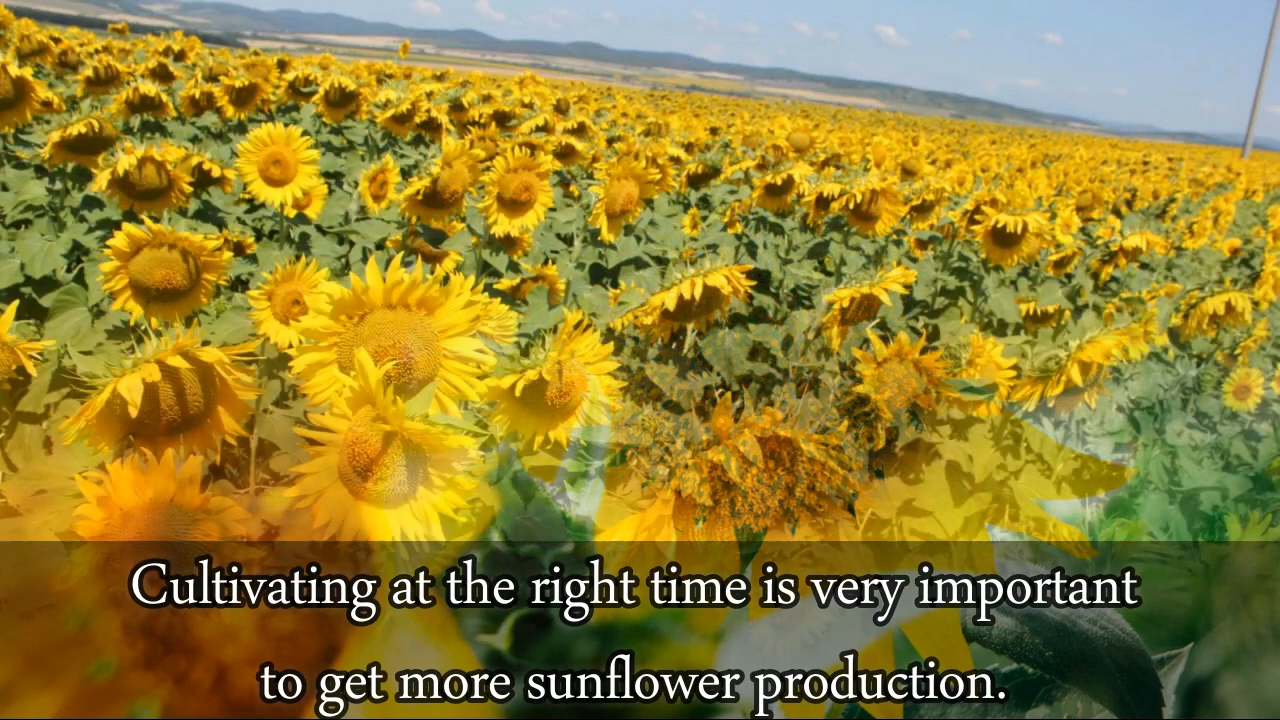 Cultivating at the right time is very important
to get more sunflower production.